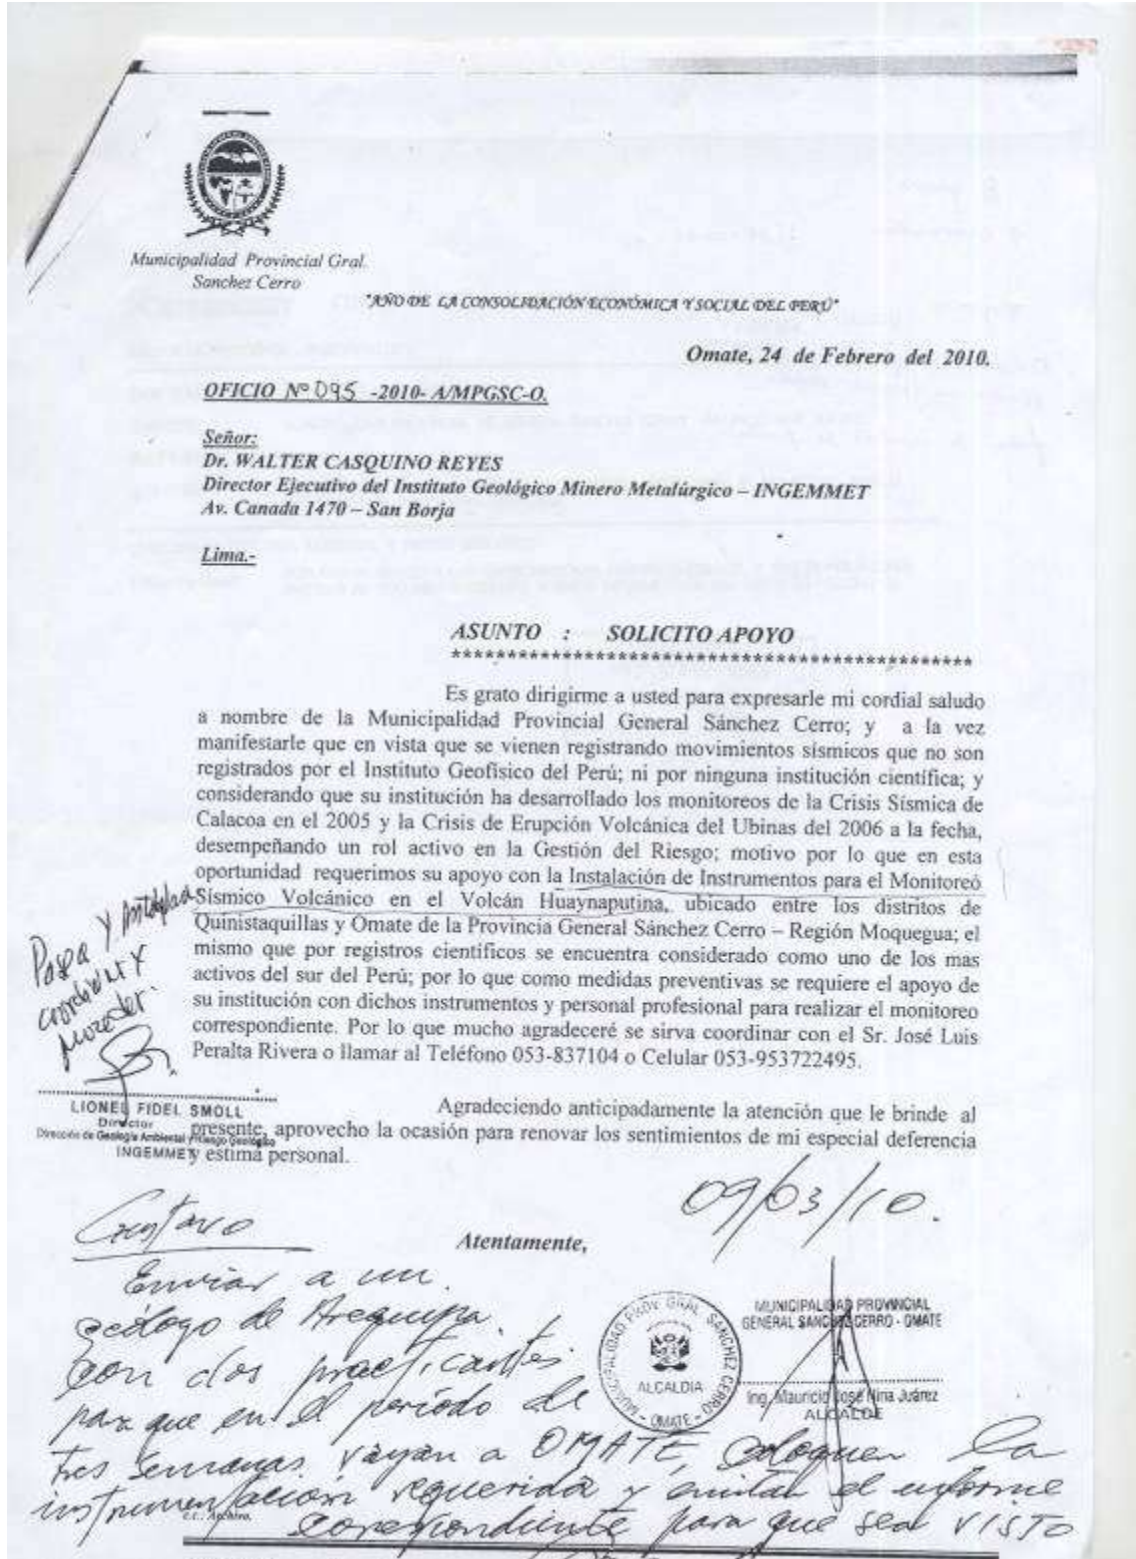 Municipalidad Provincial Gral.
Sanchez Cerro
"AÑO DE LA CONSOLIDACIÓN ECONÓMICA Y SOCIAL DEL PERÚ"
Omate, 24 de Febrero del 2010.
OFICIO Nº 095 -2010- A/MPGSC-O.
Señor:
Dr. WALTER CASQUINO REYES
Director Ejecutivo del Instituto Geológico Minero Metalúrgico – INGEMMET
Av. Canada 1470 – San Borja
Lima.-
ASUNTO : SOLICITO APOYO
***********************************************
Es grato dirigirme a usted para expresarle mi cordial saludo
a nombre de la Municipalidad Provincial General Sánchez Cerro; y a la vez
manifestarle que en vista que se vienen registrando movimientos sísmicos que no son
registrados por el Instituto Geofísico del Perú; ni por ninguna institución científica; y
considerando que su institución ha desarrollado los monitoreos de la Crisis Sísmica de
Calacoa en el 2005 y la Crisis de Erupción Volcánica del Ubinas del 2006 a la fecha,
desempeñando un rol activo en la Gestión del Riesgo; motivo por lo que en esta
oportunidad requerimos su apoyo con la Instalación de Instrumentos para el Monitoreo
Sísmico Volcánico en el Volcán Huaynaputina, ubicado entre los distritos de
Quinistaquillas y Omate de la Provincia General Sánchez Cerro – Región Moquegua; el
mismo que por registros científicos se encuentra considerado como uno de los mas
activos del sur del Perú; por lo que como medidas preventivas se requiere el apoyo de
su institución con dichos instrumentos y personal profesional para realizar el monitoreo
correspondiente. Por lo que mucho agradeceré se sirva coordinar con el Sr. José Luis
Peralta Rivera o llamar al Teléfono 053-837104 o Celular 053-953722495.
Para Y
coordinar y
proceder.
LIONEL FIDEL SMOLL
Director
Dirección de Geología Ambiental y Riesgo Geológico
INGEMMET
Agradeciendo anticipadamente la atención que le brinde al
presente, aprovecho la ocasión para renovar los sentimientos de mi especial deferencia
y estima personal.
09/03/10.
Atentamente,
MUNICIPALIDAD PROVINCIAL
GENERAL SANCHEZ CERRO - OMATE
Ing. Mauricio José Nina Juárez
ALCALDE
MUNICIPALIDAD PROV. GRAL. SANCHEZ CERRO
ALCALDIA
- OMATE -
Gustavo
Enviar a un
geólogo de Arequipa
con dos practicantes
para que en el período de
tres semanas vayan a OMATE, coloquen la
instrumentación requerida y emitan el informe
c.c. Archivo.
correspondiente para que sea VISTO